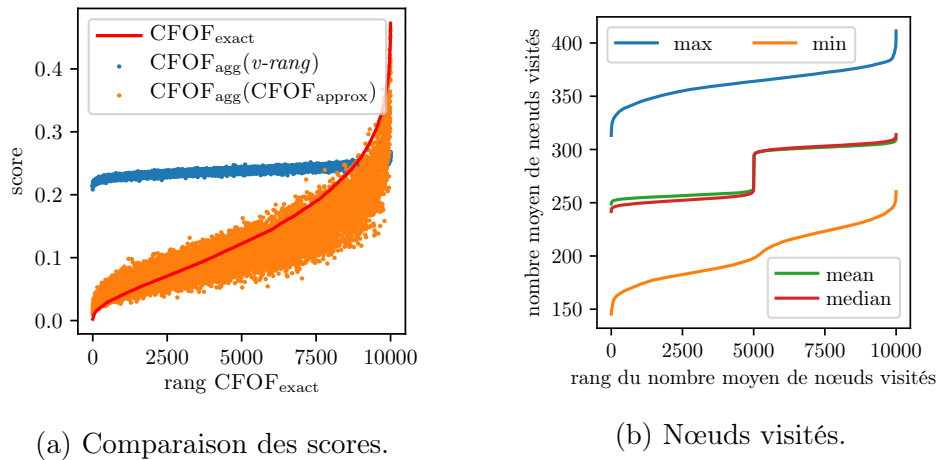 CFOF_exact
CFOF_agg(v-rang)
CFOF_agg(CFOF_approx)
score
0.4
0.3
0.2
0.1
0.0
0 2500 5000 7500 10000
rang CFOF_exact
(a) Comparaison des scores.
max min
nombre moyen de nœuds visités
400
350
300
250
200
150
mean
median
0 2500 5000 7500 10000
rang du nombre moyen de nœuds visités
(b) Nœuds visités.